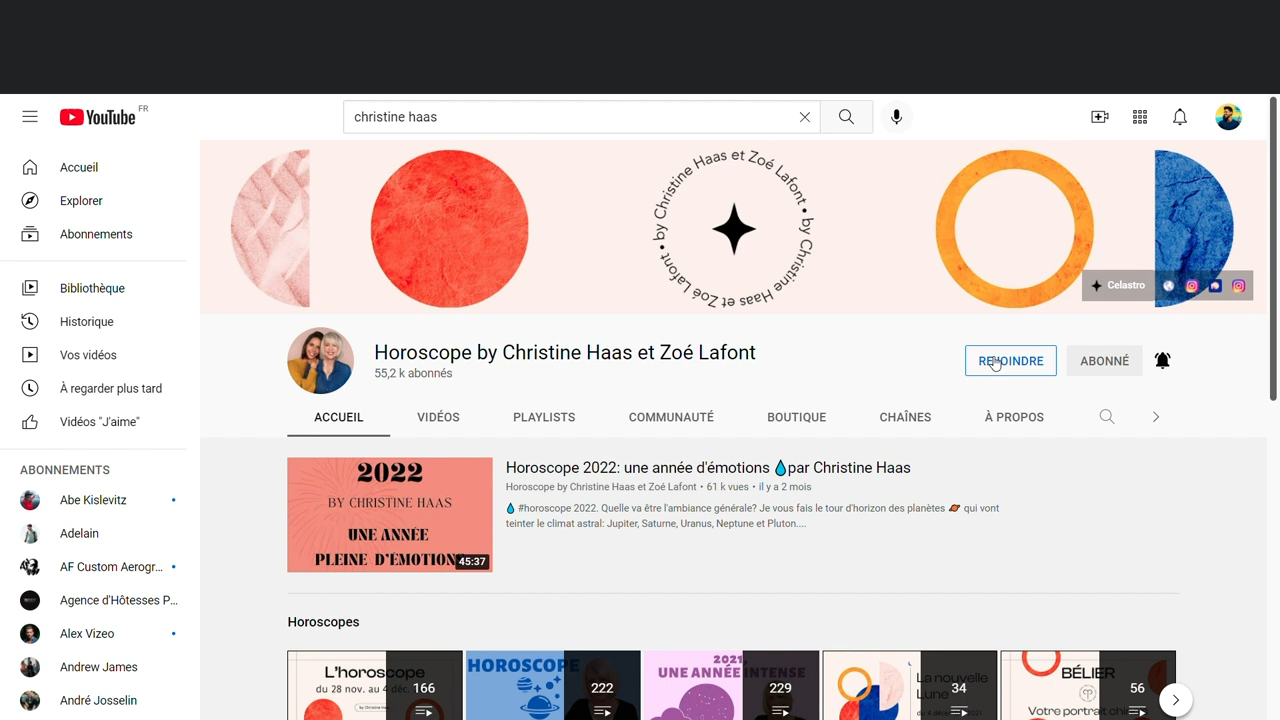 YouTube FR
christine haas
Accueil
Explorer
Abonnements
Bibliothèque
Historique
Vos vidéos
À regarder plus tard
Vidéos "J'aime"
ABONNEMENTS
Abe Kislevitz
Adelain
AF Custom Aerogr...
Agence d'Hôtesses P...
Alex Vizeo
Andrew James
André Josselin
by Christine Haas et Zoé Lafont • by Christine Haas et Zoé Lafont •
Celastro
Horoscope by Christine Haas et Zoé Lafont
55,2 k abonnés
REJOINDRE
ABONNÉ
ACCUEIL
VIDÉOS
PLAYLISTS
COMMUNAUTÉ
BOUTIQUE
CHAÎNES
À PROPOS
2022
BY CHRISTINE HAAS
UNE ANNÉE
PLEINE D'ÉMOTION
45:37
Horoscope 2022: une année d'émotions 💧par Christine Haas
Horoscope by Christine Haas et Zoé Lafont • 61 k vues • il y a 2 mois
💧 #horoscope 2022. Quelle va être l'ambiance générale? Je vous fais le tour d'horizon des planètes 🪐 qui vont
teinter le climat astral: Jupiter, Saturne, Uranus, Neptune et Pluton....
Horoscopes
L'horoscope
du 28 nov. au 4 déc.
166
HOROSCOPE
222
2021,
UNE ANNÉE INTENSE
229
La nouvelle
Lune
34
BÉLIER
Votre portrait
56